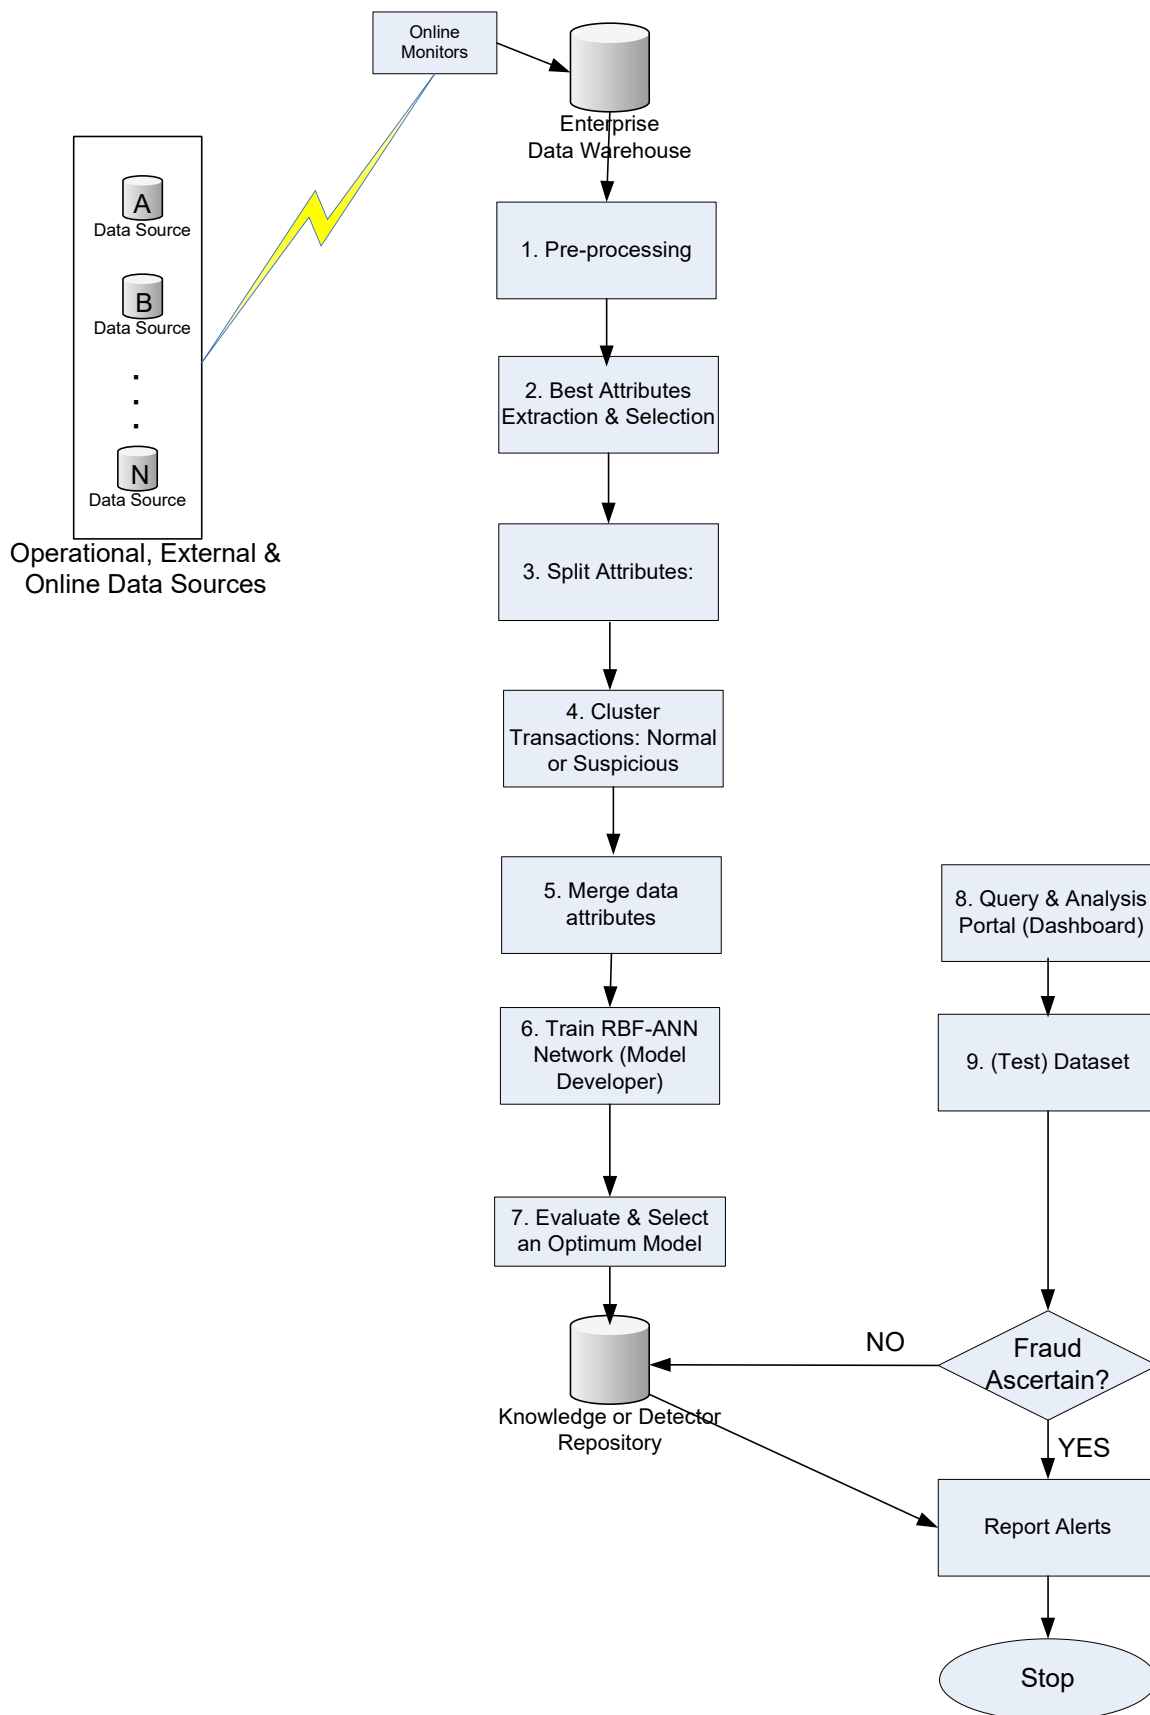 Online
Monitors
Enterprise
Data Warehouse
A
Data Source
B
Data Source
.
.
.
N
Data Source
Operational, External &
Online Data Sources
1. Pre-processing
2. Best Attributes
Extraction & Selection
3. Split Attributes:
4. Cluster
Transactions: Normal
or Suspicious
5. Merge data
attributes
6. Train RBF-ANN
Network (Model
Developer)
7. Evaluate & Select
an Optimum Model
Knowledge or Detector
Repository
8. Query & Analysis
Portal (Dashboard)
9. (Test) Dataset
Fraud
Ascertain?
NO
YES
Report Alerts
Stop